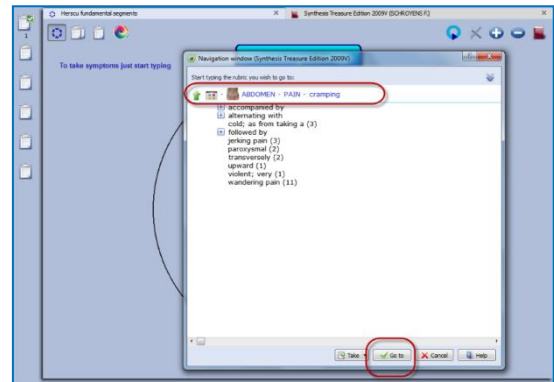 Herscu fundamental segments
Synthesis Treasure Edition 2009V (SCHROYENS F.)
1
To take symptoms just start typing
Navigation window (Synthesis Treasure Edition 2009V)
Start typing the rubric you wish to go to:
ABDOMEN - PAIN - cramping
accompanied by
alternating with
cold; as from taking a (3)
followed by
jerking pain (3)
paroxysmal (2)
transversely (2)
upward (1)
violent; very (1)
wandering pain (11)
Take
Go to
Cancel
Help